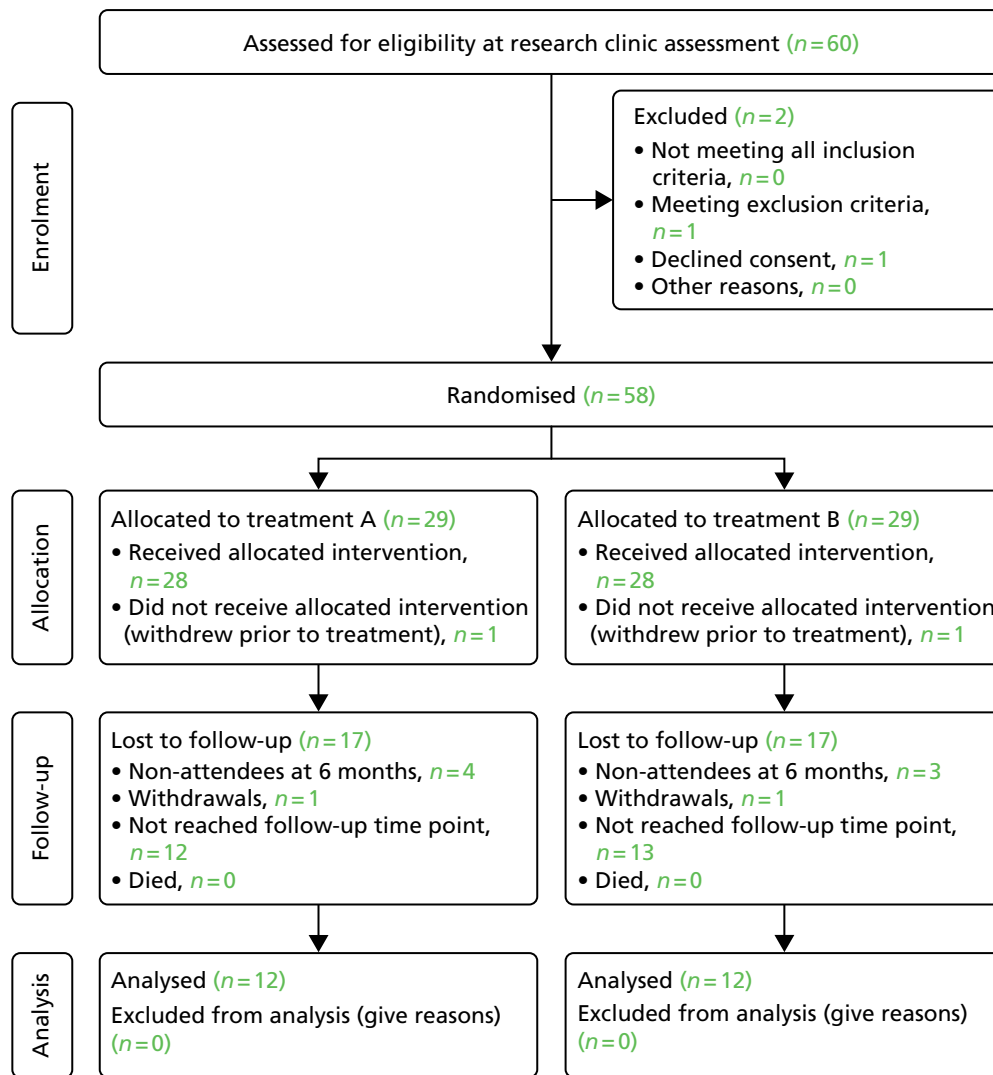 Assessed for eligibility at research clinic assessment (n=60)
Enrolment
Excluded (n=2)
• Not meeting all inclusion
criteria, n=0
• Meeting exclusion criteria,
n=1
• Declined consent, n=1
• Other reasons, n=0
Randomised (n=58)
Allocation
Allocated to treatment A (n=29)
• Received allocated intervention,
n=28
• Did not receive allocated intervention
(withdrew prior to treatment), n=1
Allocated to treatment B (n=29)
• Received allocated intervention,
n=28
• Did not receive allocated intervention
(withdrew prior to treatment), n=1
Follow-up
Lost to follow-up (n=17)
• Non-attendees at 6 months, n=4
• Withdrawals, n=1
• Not reached follow-up time point,
n=12
• Died, n=0
Lost to follow-up (n=17)
• Non-attendees at 6 months, n=3
• Withdrawals, n=1
• Not reached follow-up time point,
n=13
• Died, n=0
Analysis
Analysed (n=12)
Excluded from analysis (give reasons)
(n=0)
Analysed (n=12)
Excluded from analysis (give reasons)
(n=0)